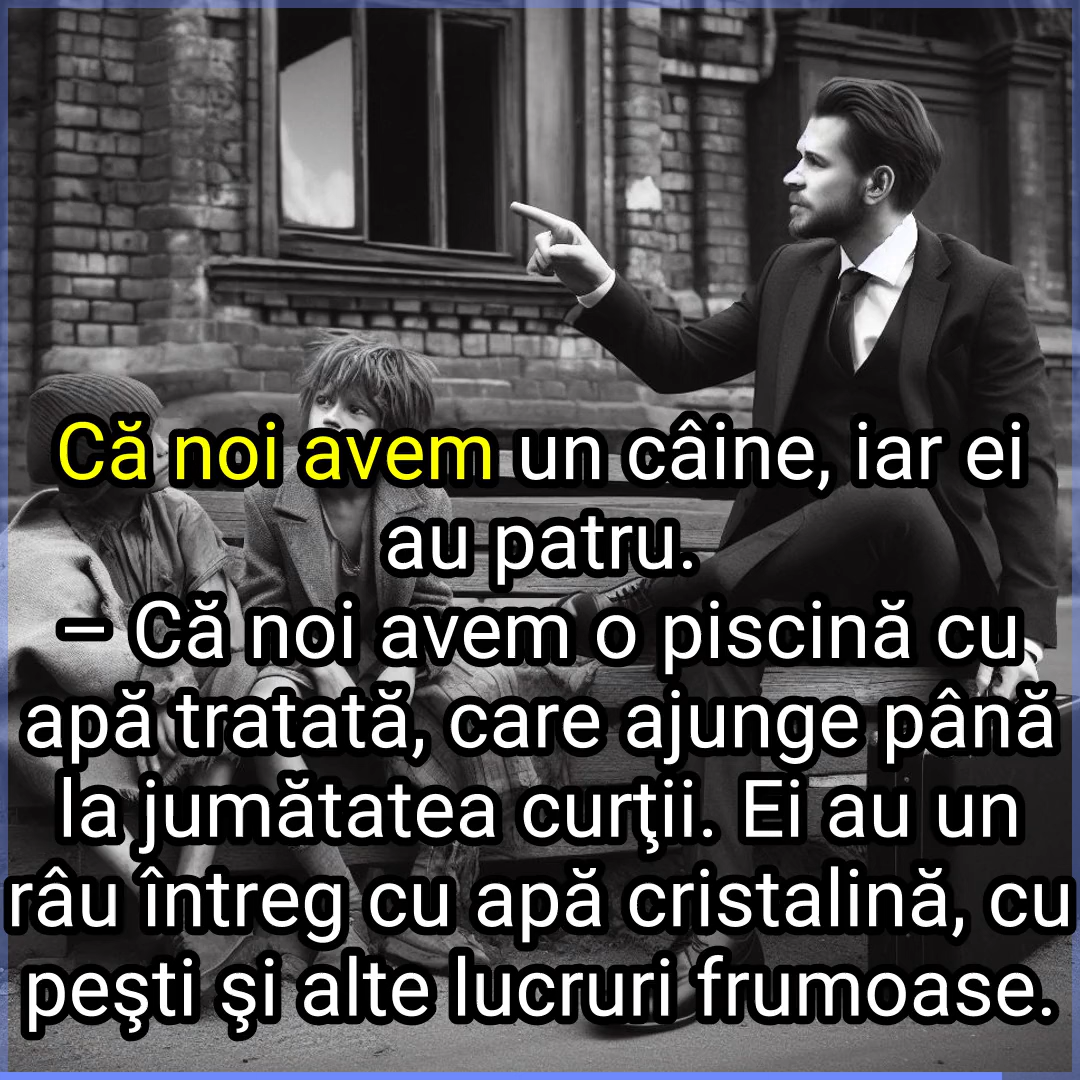 Că noi avem un câine, iar ei
au patru.
– Că noi avem o piscină cu
apă tratată, care ajunge până
la jumătatea curţii. Ei au un
râu întreg cu apă cristalină, cu
peşti şi alte lucruri frumoase.